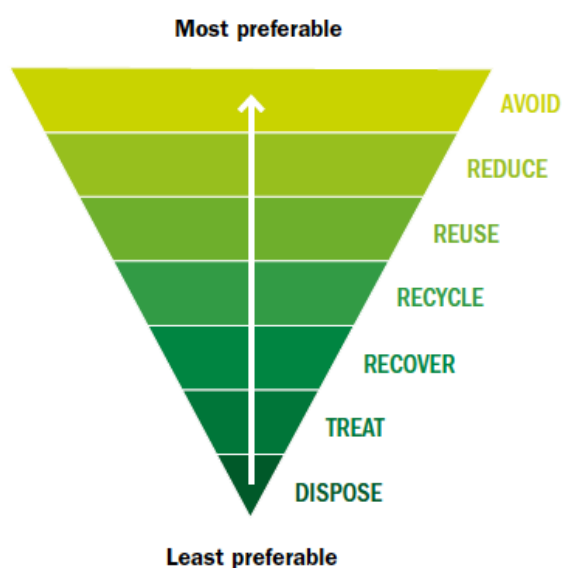 Most preferable
AVOID
REDUCE
REUSE
RECYCLE
RECOVER
TREAT
DISPOSE
Least preferable